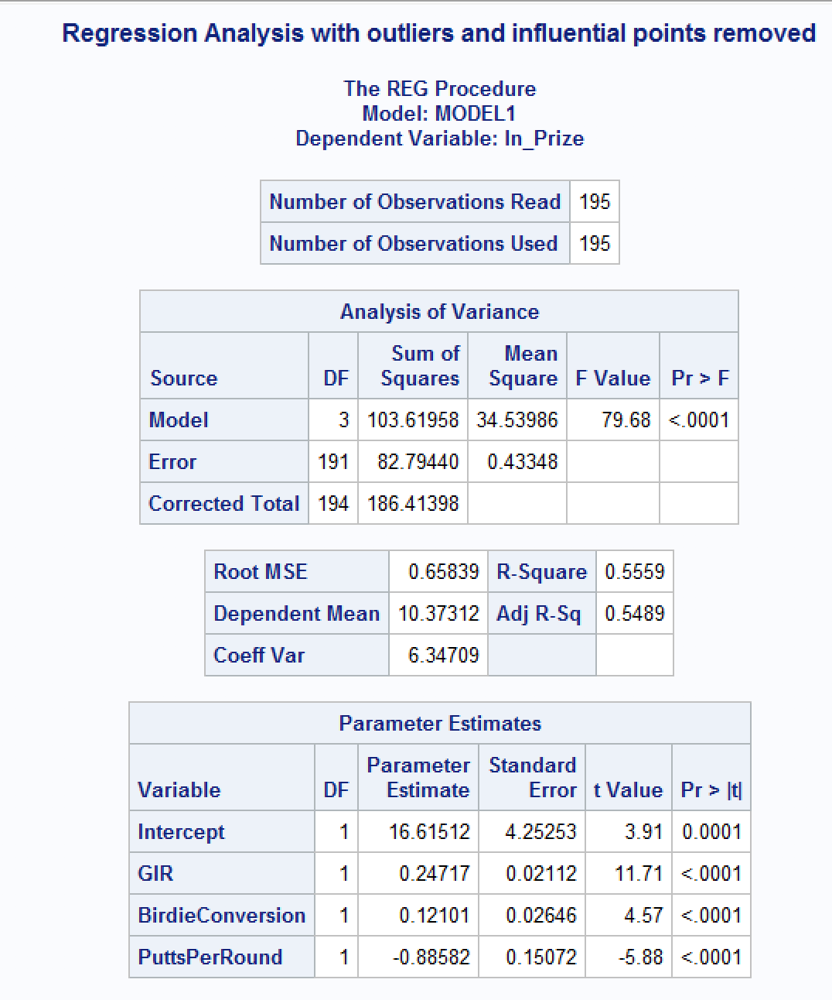 Regression Analysis with outliers and influential points removed
The REG Procedure
Model: MODEL1
Dependent Variable: ln_Prize
Number of Observations Read 195
Number of Observations Used 195
Analysis of Variance
Source DF Sum of Squares Mean Square F Value Pr > F
Model 3 103.61958 34.53986 79.68 <.0001
Error 191 82.79440 0.43348
Corrected Total 194 186.41398
Root MSE 0.65839 R-Square 0.5559
Dependent Mean 10.37312 Adj R-Sq 0.5489
Coeff Var 6.34709
Parameter Estimates
Variable DF Parameter Estimate Standard Error t Value Pr > |t|
Intercept 1 16.61512 4.25253 3.91 0.0001
GIR 1 0.24717 0.02112 11.71 <.0001
BirdieConversion 1 0.12101 0.02646 4.57 <.0001
PuttsPerRound 1 -0.88582 0.15072 -5.88 <.0001